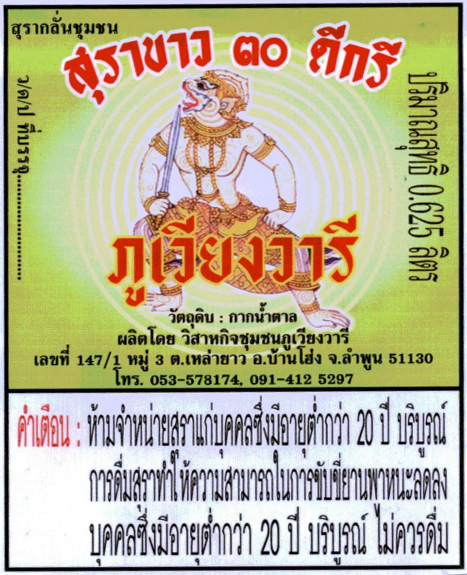 สุรากลั่นชุมชน
สุราขาว ๓๐ ดีกรี
ว/ด/ป ที่บรรจุ........................
ปริมาณสุทธิ 0.625 ลิตร
ภูเวียงวารี
วัตถุดิบ : กากน้ำตาล
ผลิตโดย วิสาหกิจชุมชนภูเวียงวารี
เลขที่ 147/1 หมู่ 3 ต.เหล่ายาว อ.บ้านโฮ่ง จ.ลำพูน 51130
โทร. 053-578174, 091-412 5297
คำเตือน : ห้ามจำหน่ายสุราแก่บุคคลซึ่งมีอายุต่ำกว่า 20 ปี บริบูรณ์
การดื่มสุราทำให้ความสามารถในการขับขี่ยานพาหนะลดลง
บุคคลซึ่งมีอายุต่ำกว่า 20 ปี บริบูรณ์ ไม่ควรดื่ม